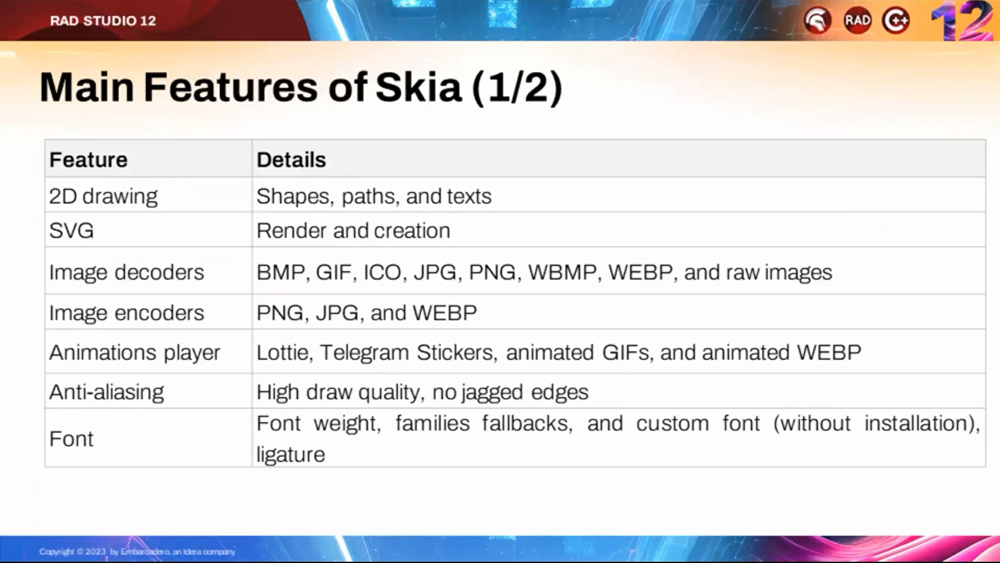 RAD STUDIO 12
RAD
C++
12
Main Features of Skia (1/2)
Feature Details
2D drawing Shapes, paths, and texts
SVG Render and creation
Image decoders BMP, GIF, ICO, JPG, PNG, WBMP, WEBP, and raw images
Image encoders PNG, JPG, and WEBP
Animations player Lottie, Telegram Stickers, animated GIFs, and animated WEBP
Anti-aliasing High draw quality, no jagged edges
Font Font weight, families fallbacks, and custom font (without installation),
ligature
Copyright © 2023 by Embarcadero, an Idera company